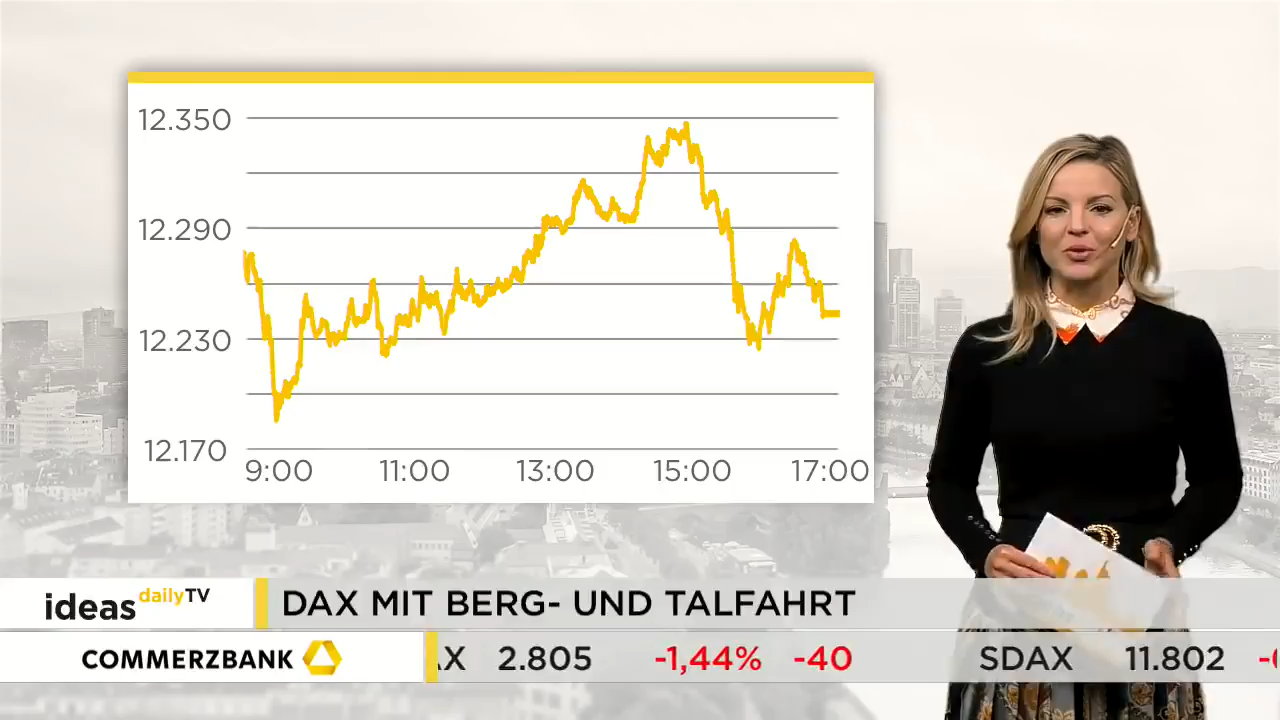 12.350
12.290
12.230
12.170
9:00 11:00 13:00 15:00 17:00
ideas dailyTV
DAX MIT BERG- UND TALFAHRT
COMMERZBANK
AX 2.805 -1,44% -40 SDAX 11.802